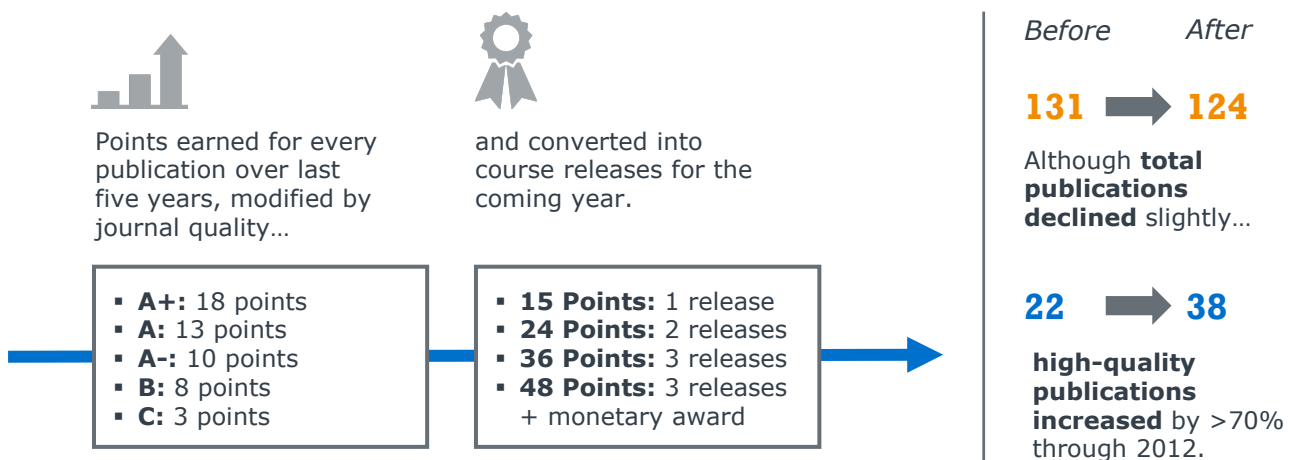 Points earned for every
publication over last
five years, modified by
journal quality…
▪ A+: 18 points
▪ A: 13 points
▪ A-: 10 points
▪ B: 8 points
▪ C: 3 points
and converted into
course releases for the
coming year.
▪ 15 Points: 1 release
▪ 24 Points: 2 releases
▪ 36 Points: 3 releases
▪ 48 Points: 3 releases
+ monetary award
Before After
131 124
Although total
publications
declined slightly…
22 38
high-quality
publications
increased by >70%
through 2012.